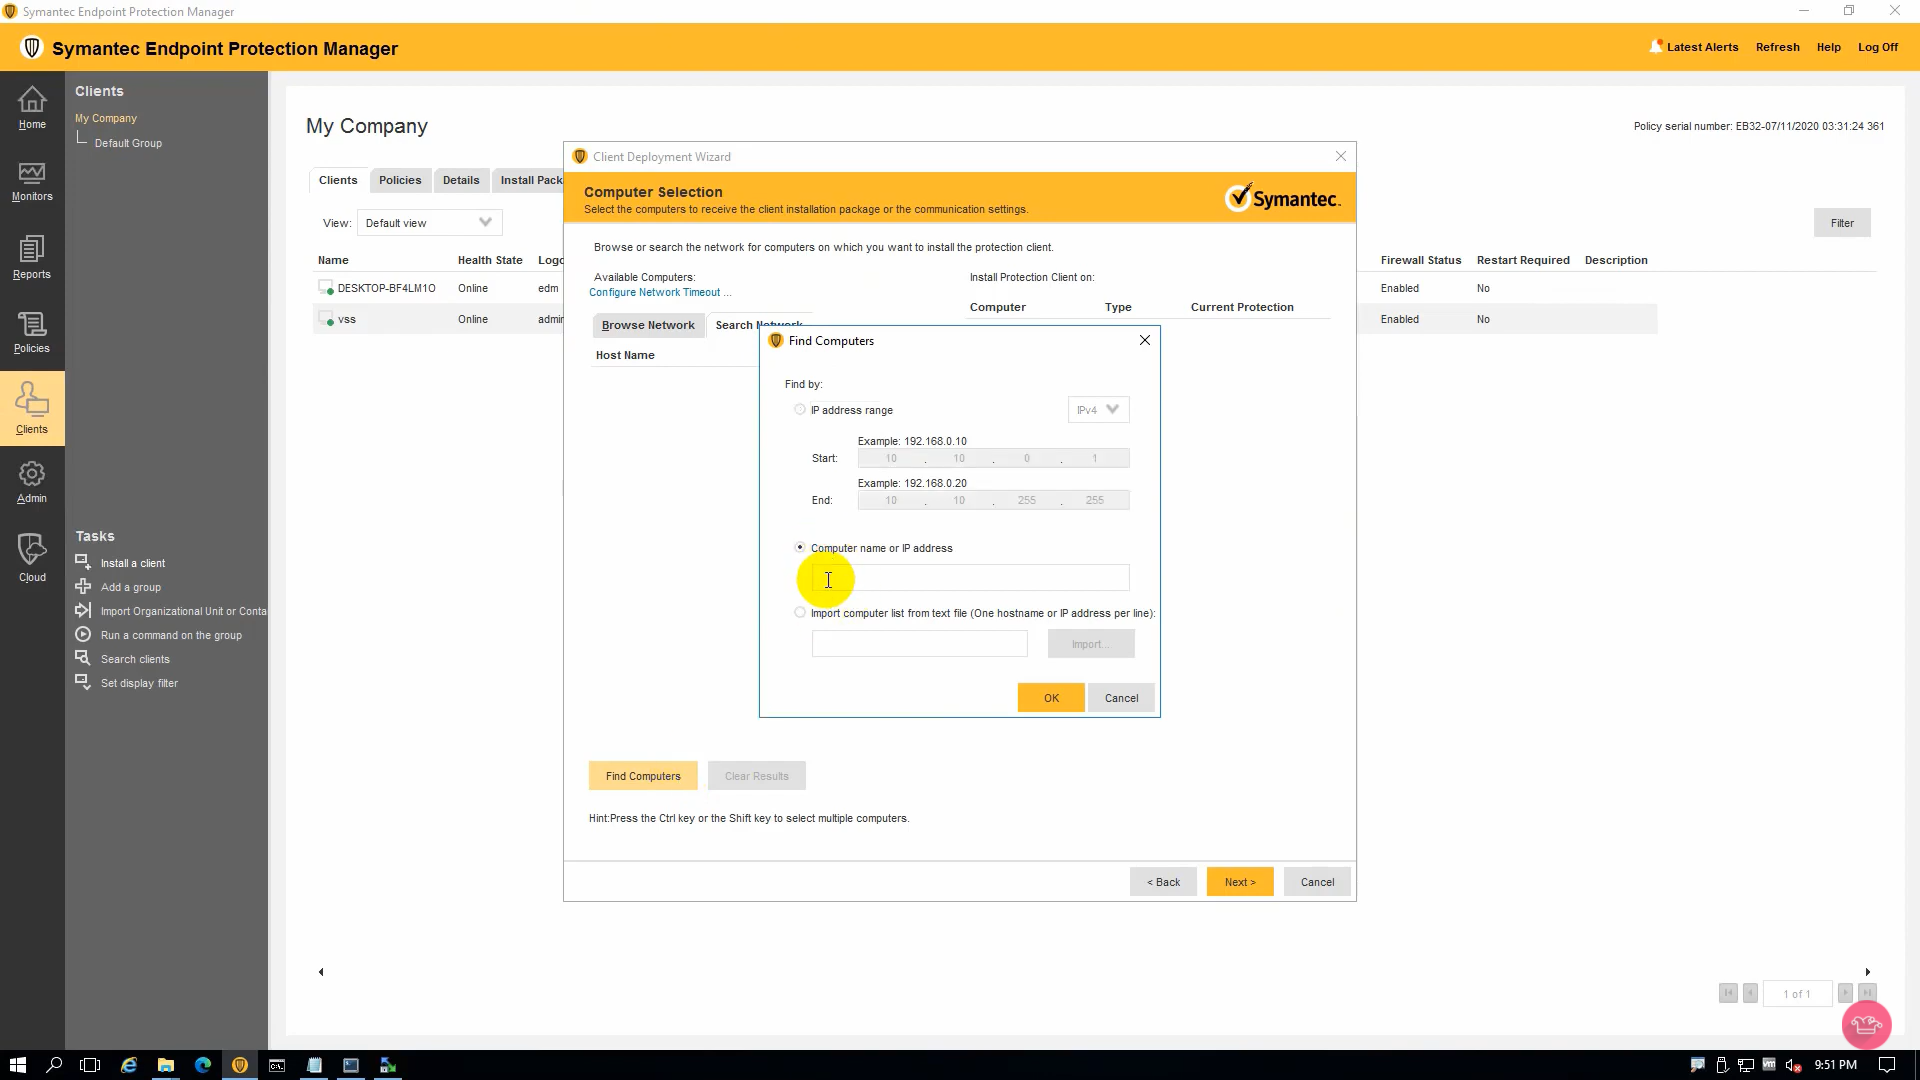 Symantec Endpoint Protection Manager
Symantec Endpoint Protection Manager
Latest Alerts Refresh Help Log Off
Home
Monitors
Reports
Policies
Clients
Admin
Cloud
Clients
My Company
Default Group
Tasks
Install a client
Add a group
Import Organizational Unit or Conta
Run a command on the group
Search clients
Set display filter
My Company
Policy serial number: EB32-07/11/2020 03:31:24 361
Clients Policies Details Install Pack
View: Default view
Filter
Name Health State Logo Firewall Status Restart Required Description
DESKTOP-BF4LM1O Online edm Enabled No
vss Online admi Enabled No
Client Deployment Wizard
Computer Selection
Select the computers to receive the client installation package or the communication settings.
Symantec.
Browse or search the network for computers on which you want to install the protection client.
Available Computers:
Configure Network Timeout ...
Install Protection Client on:
Computer Type Current Protection
Browse Network Search Network
Host Name
Find Computers
Find by:
IP address range IPv4
Example: 192.168.0.10
Start: 10 . 10 . 0 . 1
Example: 192.168.0.20
End: 10 . 10 . 255 . 255
Computer name or IP address
Import computer list from text file (One hostname or IP address per line):
Import...
OK Cancel
Find Computers Clear Results
Hint:Press the Ctrl key or the Shift key to select multiple computers.
< Back Next > Cancel
1 of 1
9:51 PM